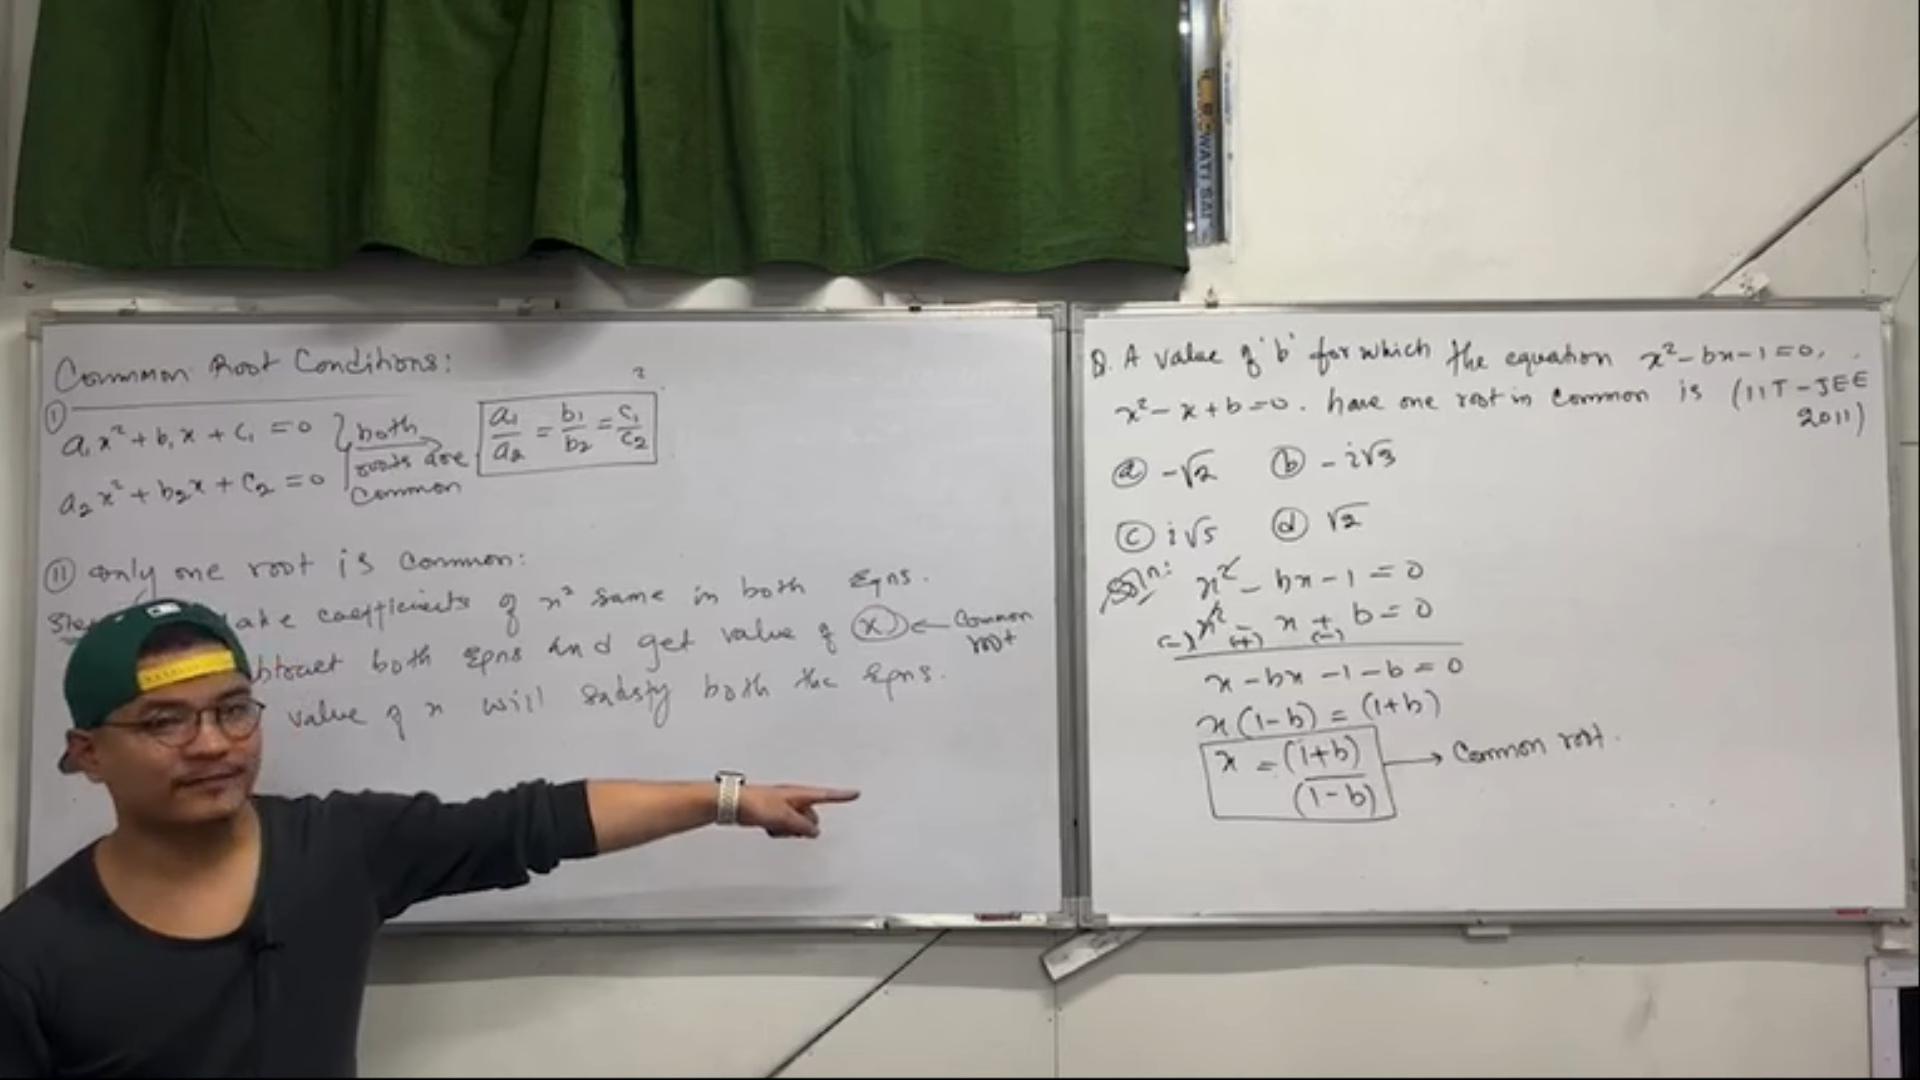 Common Root Conditions:
① a₁x² + b₁x + c₁ = 0
a₂x² + b₂x + c₂ = 0
both roots are common
a₁/a₂ = b₁/b₂ = c₁/c₂
② Only one root is common:
Make coefficients of x² same in both Eqns.
both Eqns and get value of (x) ← Common root
value of x will satisfy both the Eqns.
Q. A value of 'b' for which the equation x² - bx - 1 = 0,
x² - x + b = 0. have one root in common is (IIT-JEE 2011)
(a) -√2 (b) -i√3
(c) i√5 (d) √2
Soln: x² - bx - 1 = 0
(-) x² - (+) x + (-) b = 0
x - bx - 1 - b = 0
x(1-b) = (1+b)
x = (1+b)/(1-b) → Common root.